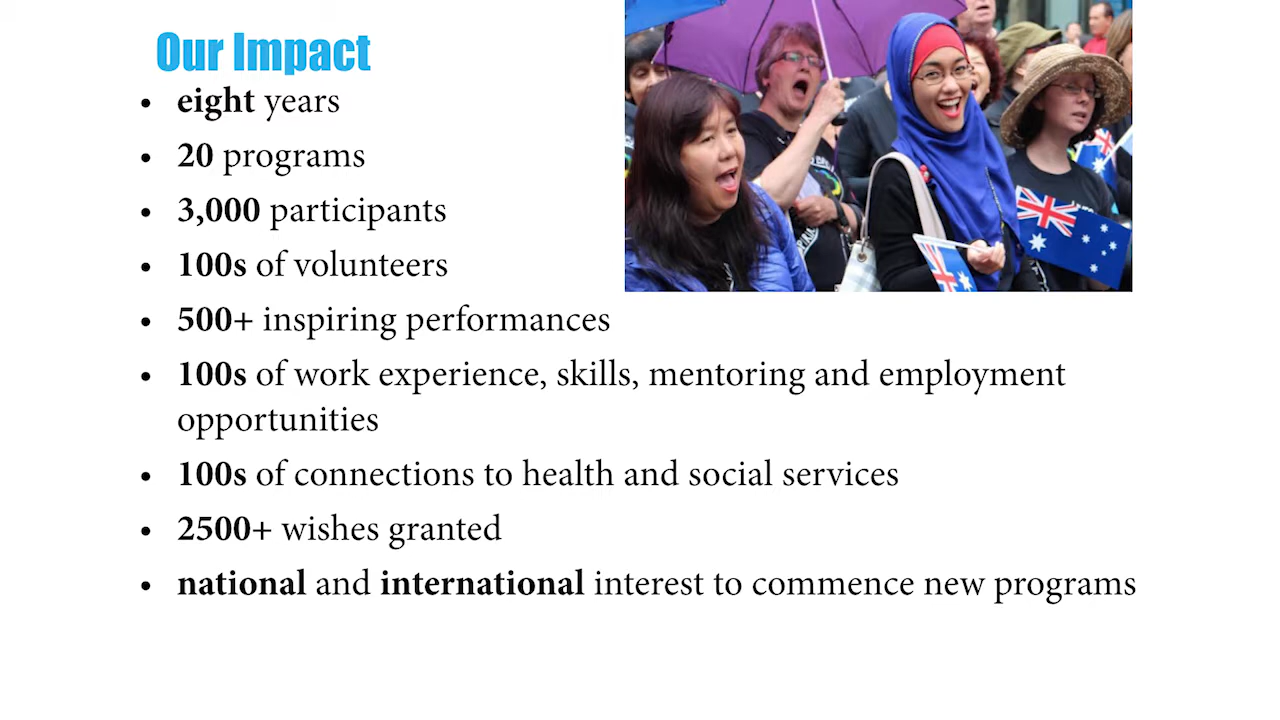 Our Impact
• eight years
• 20 programs
• 3,000 participants
• 100s of volunteers
• 500+ inspiring performances
• 100s of work experience, skills, mentoring and employment
opportunities
• 100s of connections to health and social services
• 2500+ wishes granted
• national and international interest to commence new programs